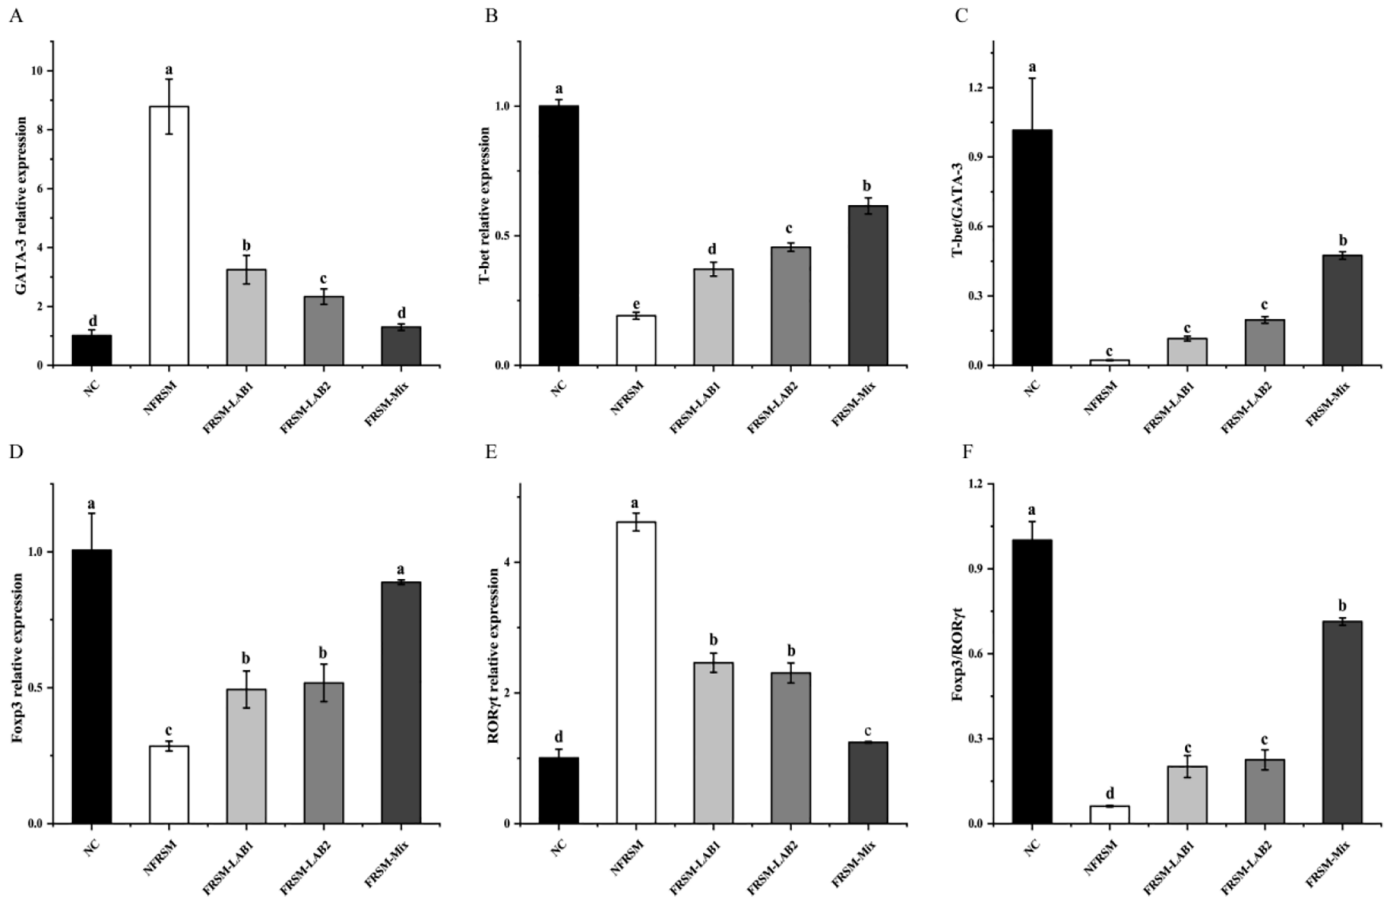 A
GATA-3 relative expression
10
8
6
4
2
0
d
a
b
c
d
NC
NFRSM
FRSM-LAB1
FRSM-LAB2
FRSM-Mix
B
T-bet relative expression
1.0
0.5
0.0
a
e
d
c
b
NC
NFRSM
FRSM-LAB1
FRSM-LAB2
FRSM-Mix
C
T-bet/GATA-3
1.2
0.9
0.6
0.3
0.0
a
c
c
c
b
NC
NFRSM
FRSM-LAB1
FRSM-LAB2
FRSM-Mix
D
Foxp3 relative expression
1.0
0.5
0.0
a
c
b
b
a
NC
NFRSM
FRSM-LAB1
FRSM-LAB2
FRSM-Mix
E
RORγt relative expression
4
2
0
d
a
b
b
c
NC
NFRSM
FRSM-LAB1
FRSM-LAB2
FRSM-Mix
F
Foxp3/RORγt
1.2
0.9
0.6
0.3
0.0
a
d
c
c
b
NC
NFRSM
FRSM-LAB1
FRSM-LAB2
FRSM-Mix